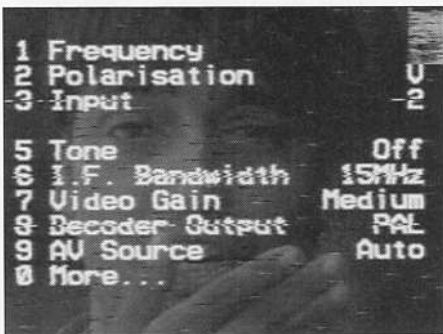 1 Frequency
2 Polarisation V
3 Input 2
5 Tone Off
6 I.F. Bandwidth 15MHz
7 Video Gain Medium
8 Decoder Output PAL
9 AV Source Auto
0 More...